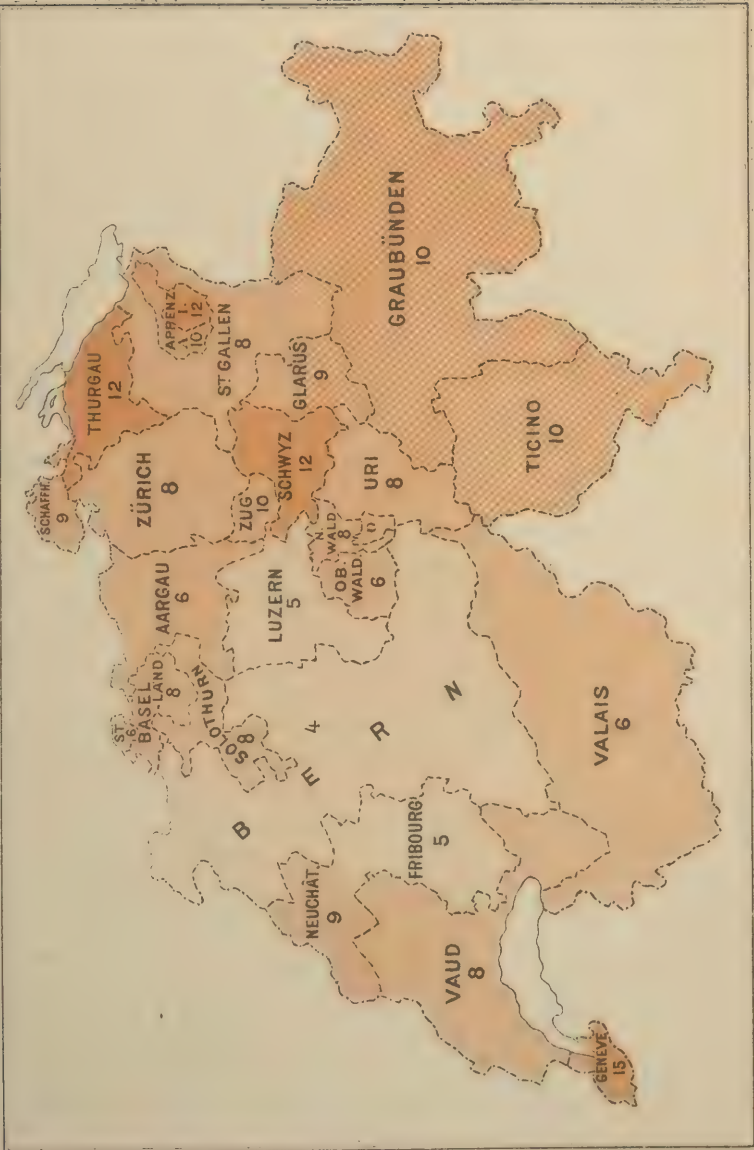 SCHAFFH.
9
THURGAU
12
ST
6
BASEL
LAND
8
ZÜRICH
8
AARGAU
6
APPENZ.
I.
12
A.
10
ST GALLEN
8
SOLOTHURN
8
ZUG
10
SCHWYZ
12
GLARUS
9
LUZERN
5
N.
WALD
8
OB.
WALD.
6
URI
8
GRAUBÜNDEN
10
BERN
4
NEUCHÂT.
9
FRIBOURG
5
VAUD
8
TICINO
10
VALAIS
6
GENÈVE
15